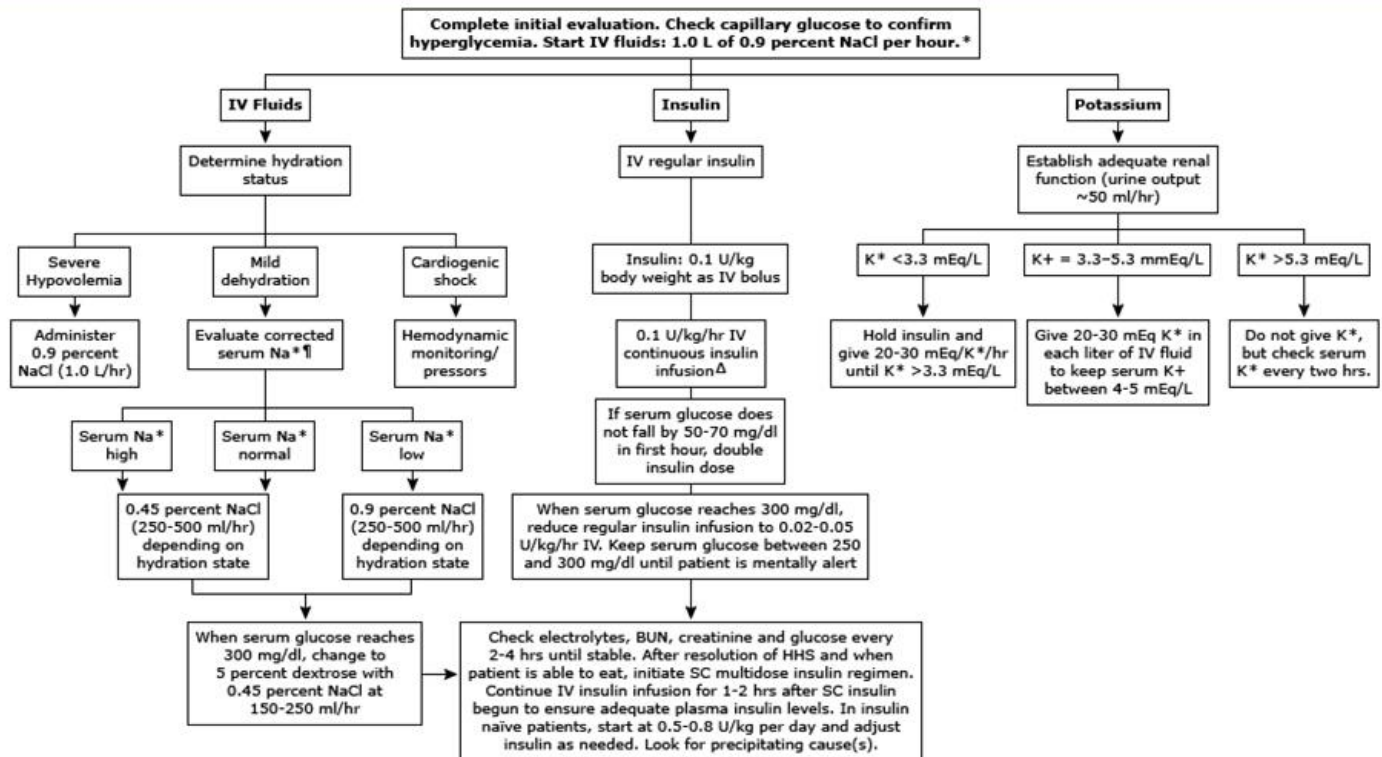 Complete initial evaluation. Check capillary glucose to confirm
hyperglycemia. Start IV fluids: 1.0 L of 0.9 percent NaCl per hour.*
IV Fluids
Determine hydration
status
Severe
Hypovolemia
Administer
0.9 percent
NaCl (1.0 L/hr)
Mild
dehydration
Evaluate corrected
serum Na*¶
Cardiogenic
shock
Hemodynamic
monitoring/
pressors
Serum Na*
high
Serum Na*
normal
Serum Na*
low
0.45 percent NaCl
(250-500 ml/hr)
depending on
hydration state
0.9 percent NaCl
(250-500 ml/hr)
depending on
hydration state
When serum glucose reaches
300 mg/dl, change to
5 percent dextrose with
0.45 percent NaCl at
150-250 ml/hr
Insulin
IV regular insulin
Insulin: 0.1 U/kg
body weight as IV bolus
0.1 U/kg/hr IV
continuous insulin
infusionΔ
If serum glucose does
not fall by 50-70 mg/dl
in first hour, double
insulin dose
When serum glucose reaches 300 mg/dl,
reduce regular insulin infusion to 0.02-0.05
U/kg/hr IV. Keep serum glucose between 250
and 300 mg/dl until patient is mentally alert
Check electrolytes, BUN, creatinine and glucose every
2-4 hrs until stable. After resolution of HHS and when
patient is able to eat, initiate SC multidose insulin regimen.
Continue IV insulin infusion for 1-2 hrs after SC insulin
begun to ensure adequate plasma insulin levels. In insulin
naïve patients, start at 0.5-0.8 U/kg per day and adjust
insulin as needed. Look for precipitating cause(s).
Potassium
Establish adequate renal
function (urine output
~50 ml/hr)
K* <3.3 mEq/L
Hold insulin and
give 20-30 mEq/K*/hr
until K* >3.3 mEq/L
K+ = 3.3-5.3 mmEq/L
Give 20-30 mEq K* in
each liter of IV fluid
to keep serum K+
between 4-5 mEq/L
K* >5.3 mEq/L
Do not give K*,
but check serum
K* every two hrs.